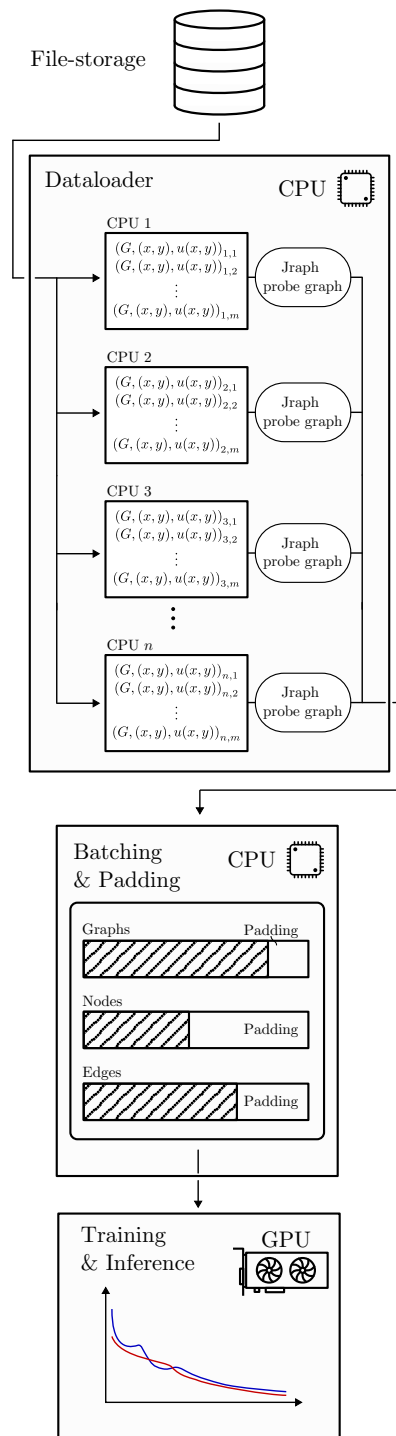 File-storage
Dataloader
CPU
CPU 1
(G, (x, y), u(x, y))₁,₁
(G, (x, y), u(x, y))₁,₂
⋮
(G, (x, y), u(x, y))₁,ₘ
Jraph
probe graph
CPU 2
(G, (x, y), u(x, y))₂,₁
(G, (x, y), u(x, y))₂,₂
⋮
(G, (x, y), u(x, y))₂,ₘ
Jraph
probe graph
CPU 3
(G, (x, y), u(x, y))₃,₁
(G, (x, y), u(x, y))₃,₂
⋮
(G, (x, y), u(x, y))₃,ₘ
Jraph
probe graph
⋮
CPU n
(G, (x, y), u(x, y))ₙ,₁
(G, (x, y), u(x, y))ₙ,₂
⋮
(G, (x, y), u(x, y))ₙ,ₘ
Jraph
probe graph
Batching
& Padding
CPU
Graphs
Padding
Nodes
Padding
Edges
Padding
Training
& Inference
GPU